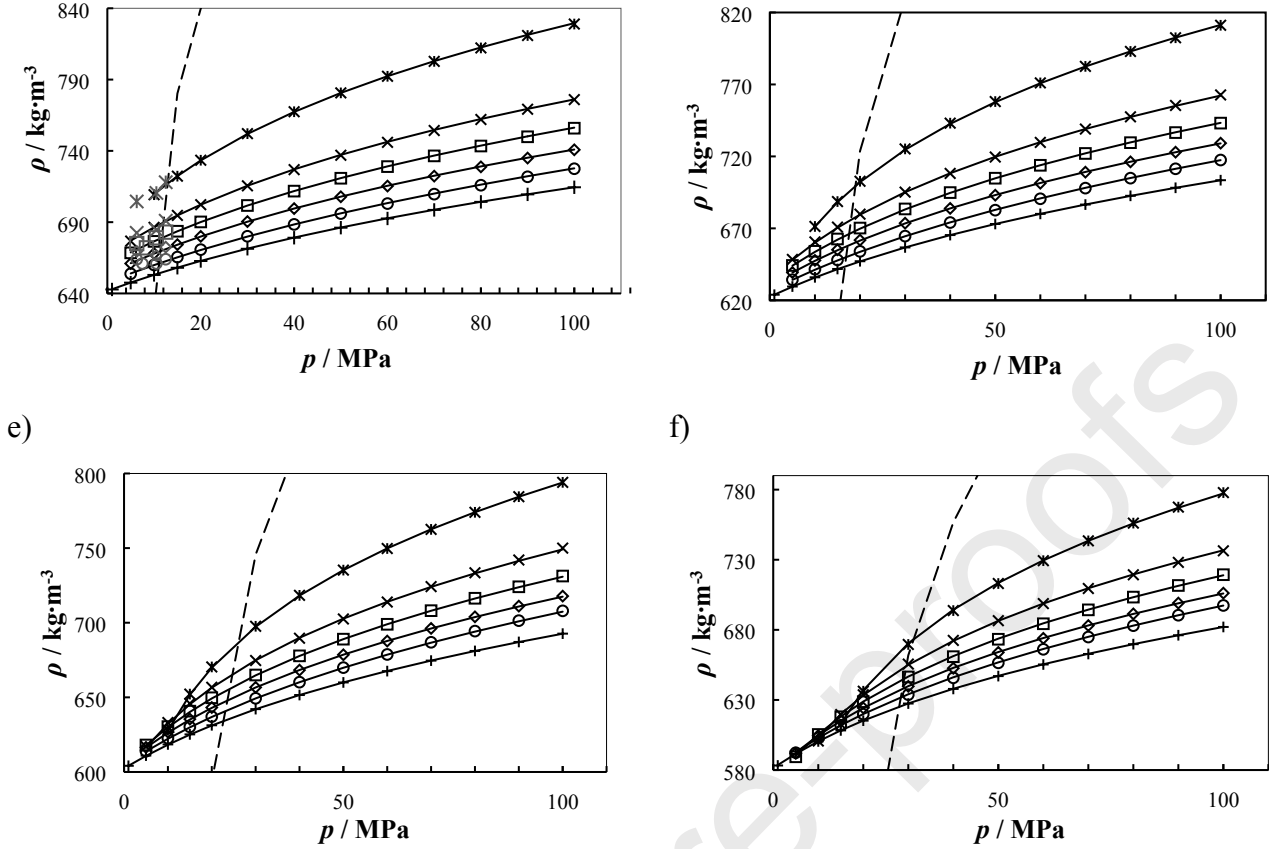 840
790
740
690
640
ρ / kg·m-3
0 20 40 60 80 100
p / MPa
820
770
720
670
620
ρ / kg·m-3
0 50 100
p / MPa
e)
f)
800
750
700
650
600
ρ / kg·m-3
0 50 100
p / MPa
780
730
680
630
580
ρ / kg·m-3
0 50 100
p / MPa
e-proofs